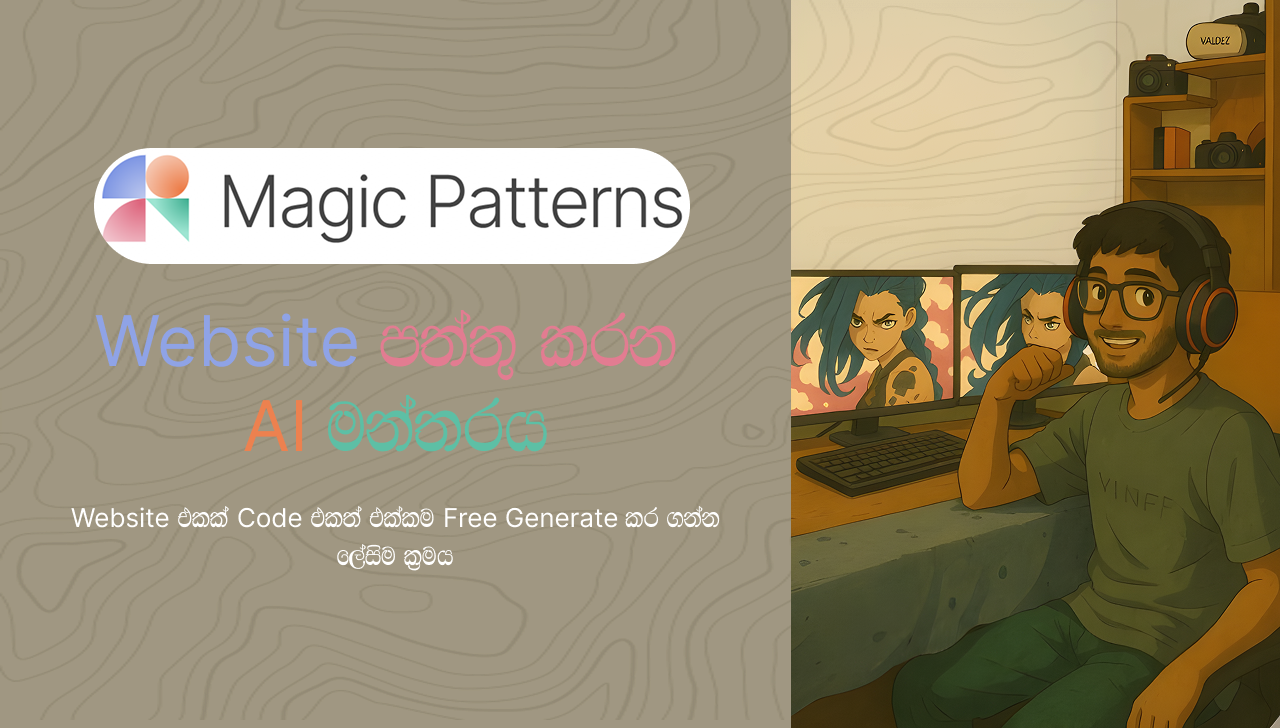 Magic Patterns
Website පත්තු කරන
AI මන්තරය
Website එකක් Code එකත් එක්කම Free Generate කර ගන්න
ලේසිම ක්‍රමය
VALDEZ
VINFF